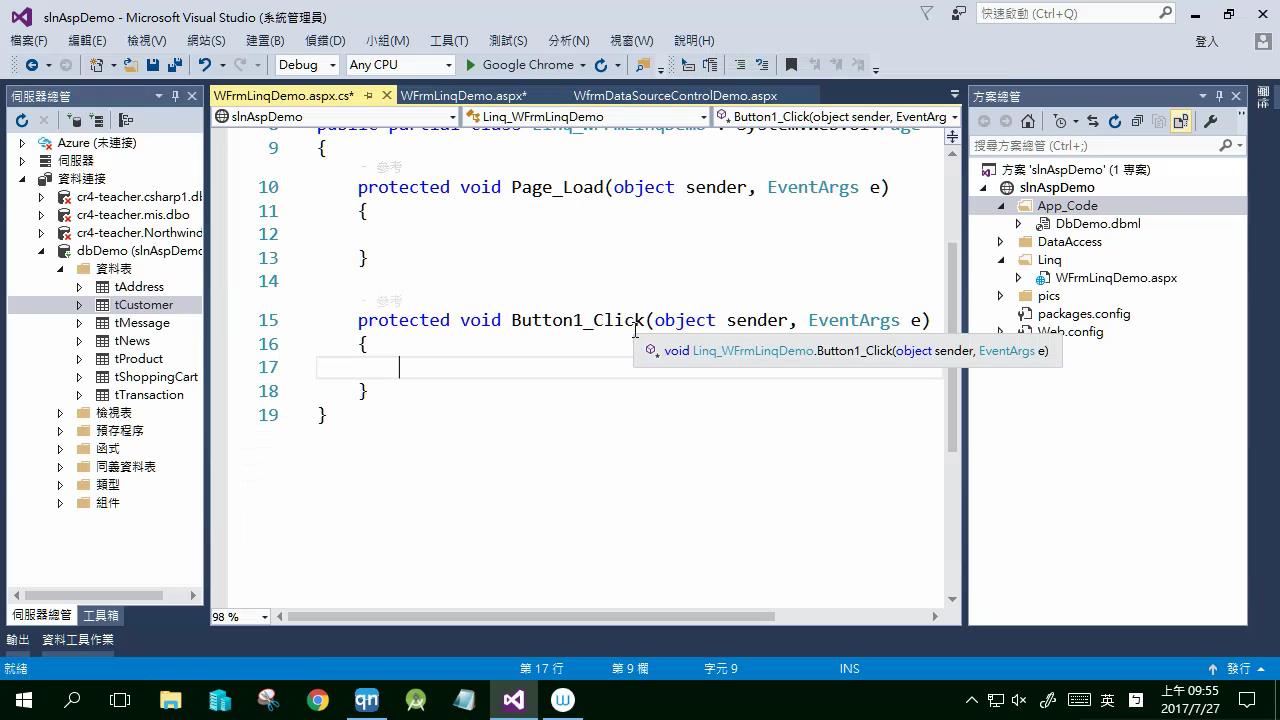 slnAspDemo - Microsoft Visual Studio (系統管理員)
快速啟動 (Ctrl+Q)
檔案(F) 編輯(E) 檢視(V) 網站(S) 建置(B) 偵錯(D) 小組(M) 工具(T) 測試(S) 分析(N) 視窗(W) 說明(H) 登入
Debug Any CPU Google Chrome
伺服器總管
Azure (未連接)
伺服器
資料連接
cr4-teacher.csharp1.db
cr4-teacher.mis.dbo
cr4-teacher.Northwind
dbDemo (slnAspDemo
資料表
tAddress
tCustomer
tMessage
tNews
tProduct
tShoppingCart
tTransaction
檢視表
預存程序
函式
同義資料表
類型
組件
伺服器總管 工具箱
WFrmLinqDemo.aspx.cs* WFrmLinqDemo.aspx* WfrmDataSourceControlDemo.aspx
slnAspDemo Linq_WFrmLinqDemo Button1_Click(object sender, EventArg
public partial class Linq_WFrmLinqDemo : System.Web.UI.Page
9 {
- 參考
10 protected void Page_Load(object sender, EventArgs e)
11 {
12
13 }
14
- 參考
15 protected void Button1_Click(object sender, EventArgs e)
16 {
void Linq_WFrmLinqDemo.Button1_Click(object sender, EventArgs e)
17
18 }
19 }
98 %
方案總管
搜尋方案總管 (Ctrl+;)
方案 'slnAspDemo' (1 專案)
slnAspDemo
App_Code
DbDemo.dbml
DataAccess
Linq
WFrmLinqDemo.aspx
pics
packages.config
Web.config
輸出 資料工具作業
就緒 第 17 行 第 9 欄 字元 9 INS 發行
qn W 英 上午 09:55
2017/7/27